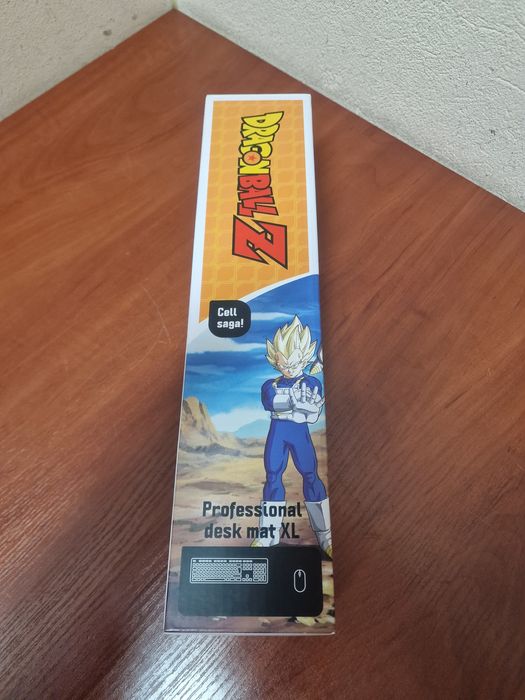 DRAGON BALL Z
Cell
saga!
Professional
desk mat XL